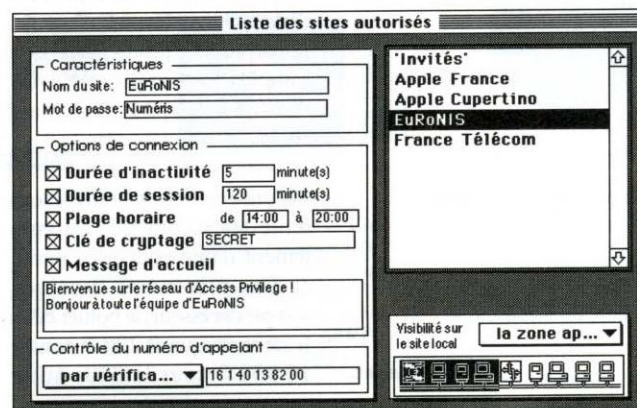 Liste des sites autorisés
Caractéristiques
Nom du site: EuRoNIS
Mot de passe: Numéris
Options de connexion
Durée d'inactivité 5 minute(s)
Durée de session 120 minute(s)
Plage horaire de 14:00 à 20:00
Clé de cryptage SECRET
Message d'accueil
Bienvenue sur le réseau d'Access Privilege !
Bonjour à toute l'équipe d'EuRoNIS
Contrôle du numéro d'appelant
par vérifica... 16 1 40 13 82 00
'Invités'
Apple France
Apple Cupertino
EuRoNIS
France Télécom
Visibilité sur
le site local
la zone ap...